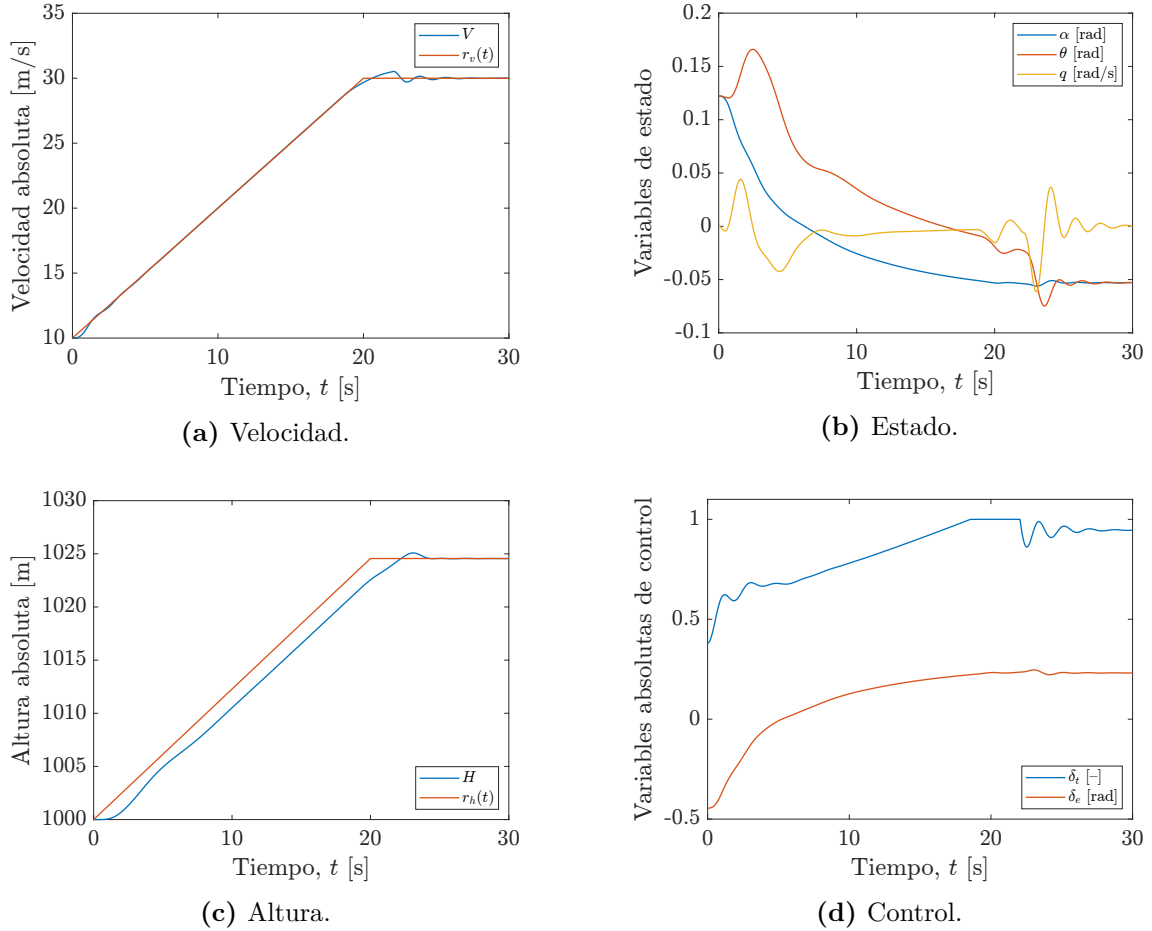 Velocidad absoluta [m/s]
30
25
20
15
10
0
10
20
30
Tiempo, t [s]
V
r_v(t)
(a) Velocidad.
Variables de estado
0.2
0.15
0.1
0.05
0
-0.05
-0.1
0
10
20
30
Tiempo, t [s]
α [rad]
θ [rad]
q [rad/s]
(b) Estado.
Altura absoluta [m]
1030
1025
1020
1015
1010
1005
1000
0
10
20
30
Tiempo, t [s]
H
r_h(t)
(c) Altura.
Variables absolutas de control
1
0.5
0
-0.5
0
10
20
30
Tiempo, t [s]
δ_t [–]
δ_e [rad]
(d) Control.